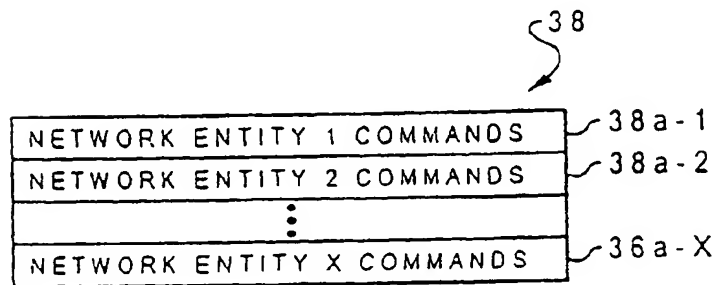 38
NETWORK ENTITY 1 COMMANDS 38a-1
NETWORK ENTITY 2 COMMANDS 38a-2
NETWORK ENTITY X COMMANDS 36a-X